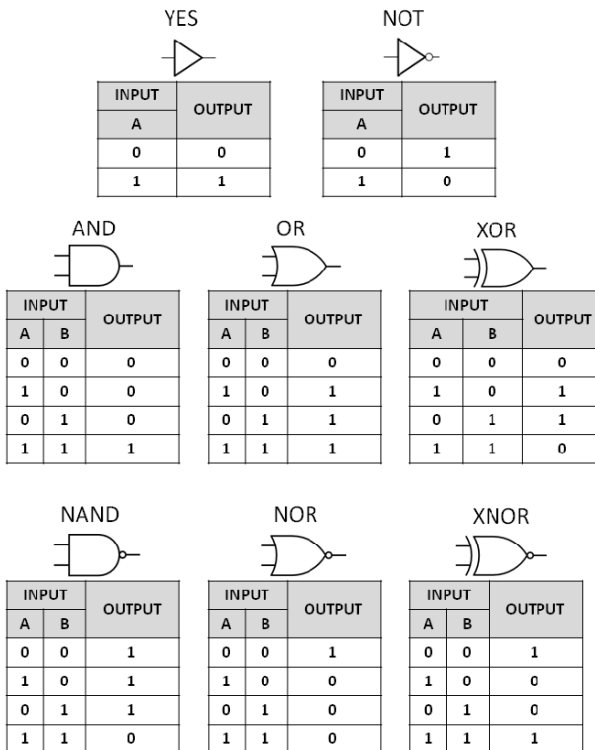 YES NOT
INPUT OUTPUT INPUT OUTPUT
A A
0 0 0 1
1 1 1 0
AND OR XOR
INPUT OUTPUT INPUT OUTPUT INPUT OUTPUT
A B A B A B
0 0 0 0 0 0 0 0 0
1 0 0 1 0 1 1 0 1
0 1 0 0 1 1 0 1 1
1 1 1 1 1 1 1 1 0
NAND NOR XNOR
INPUT OUTPUT INPUT OUTPUT INPUT OUTPUT
A B A B A B
0 0 1 0 0 1 0 0 1
1 0 1 1 0 0 1 0 0
0 1 1 0 1 0 0 1 0
1 1 0 1 1 0 1 1 1